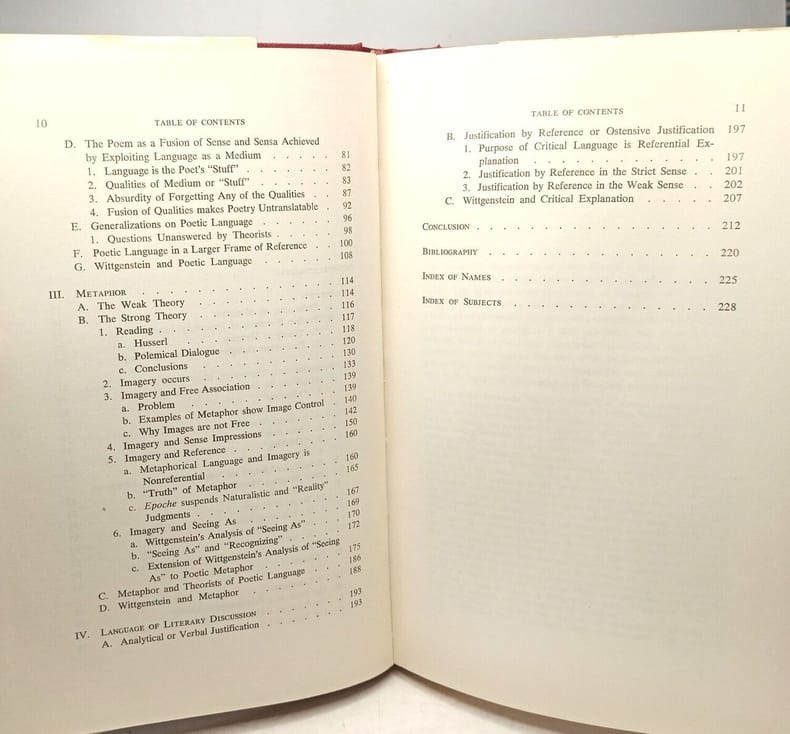 10 TABLE OF CONTENTS
D. The Poem as a Fusion of Sense and Sensa Achieved
by Exploiting Language as a Medium . . . . . 81
1. Language is the Poet's “Stuff” . . . . . . . 82
2. Qualities of Medium or “Stuff” . . . . . . 83
3. Absurdity of Forgetting Any of the Qualities . . 87
4. Fusion of Qualities makes Poetry Untranslatable . 92
E. Generalizations on Poetic Language . . . . . . 96
1. Questions Unanswered by Theorists . . . . . 98
F. Poetic Language in a Larger Frame of Reference . . 100
G. Wittgenstein and Poetic Language . . . . . . 108
III. METAPHOR . . . . . . . . . . . . . . 114
A. The Weak Theory . . . . . . . . . . . 114
B. The Strong Theory . . . . . . . . . . . 116
1. Reading . . . . . . . . . . . . . . 117
a. Husserl . . . . . . . . . . . . . 118
b. Polemical Dialogue . . . . . . . . . 120
c. Conclusions . . . . . . . . . . . . 130
2. Imagery occurs . . . . . . . . . . . . 133
3. Imagery and Free Association . . . . . . . 139
a. Problem . . . . . . . . . . . . . 139
b. Examples of Metaphor show Image Control . 140
c. Why Images are not Free . . . . . . . . 142
4. Imagery and Sense Impressions . . . . . . . 150
5. Imagery and Reference . . . . . . . . . 160
a. Metaphorical Language and Imagery is
Nonreferential . . . . . . . . . . . 160
b. “Truth” of Metaphor . . . . . . . . . 165
c. Epoche suspends Naturalistic and “Reality”
Judgments . . . . . . . . . . . . 167
6. Imagery and Seeing As . . . . . . . . . 169
a. Wittgenstein's Analysis of “Seeing As” . . . 170
b. “Seeing As” and “Recognizing” . . . . . 172
c. Extension of Wittgenstein's Analysis of “Seeing
As” to Poetic Metaphor . . . . . . . . 175
C. Metaphor and Theorists of Poetic Language . . . 186
D. Wittgenstein and Metaphor . . . . . . . . 188
IV. LANGUAGE OF LITERARY DISCUSSION . . . . . . 193
A. Analytical or Verbal Justification . . . . . . . 193
TABLE OF CONTENTS 11
B. Justification by Reference or Ostensive Justification 197
1. Purpose of Critical Language is Referential Ex-
planation . . . . . . . . . . . . . 197
2. Justification by Reference in the Strict Sense . . 201
3. Justification by Reference in the Weak Sense . . 202
C. Wittgenstein and Critical Explanation . . . . . 207
CONCLUSION . . . . . . . . . . . . . . . . 212
BIBLIOGRAPHY . . . . . . . . . . . . . . . 220
INDEX OF NAMES . . . . . . . . . . . . . . 225
INDEX OF SUBJECTS . . . . . . . . . . . . . 228